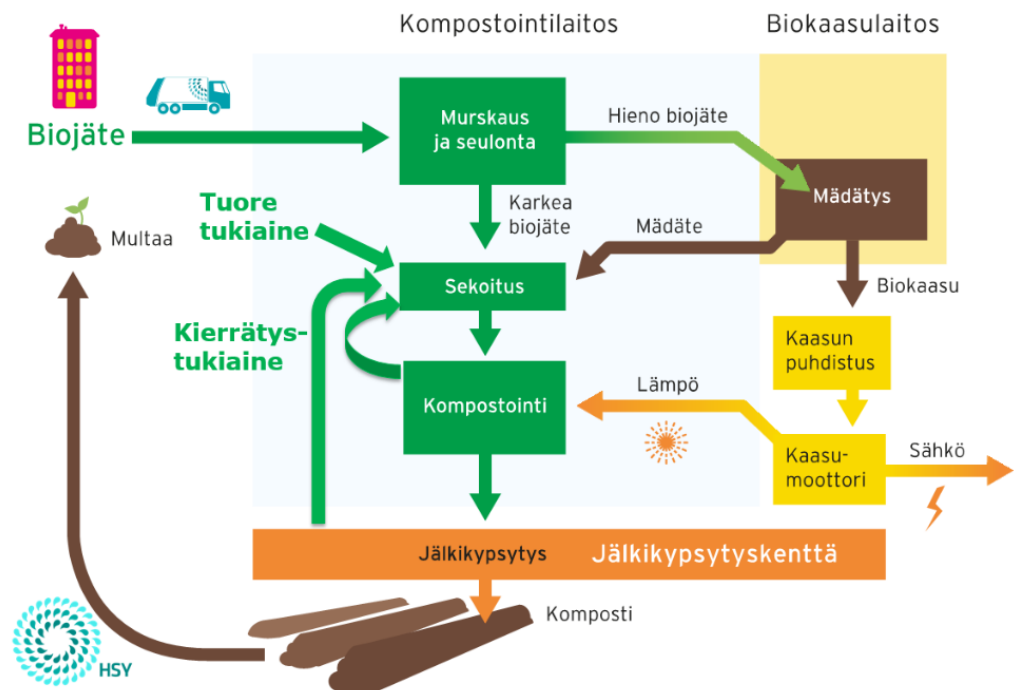 Kompostointilaitos
Biokaasulaitos
Biojäte
Murskaus
ja seulonta
Hieno biojäte
Mädätys
Tuore
tukiaine
Karkea
biojäte
Mädäte
Multaa
Sekoitus
Biokaasu
Kierrätys-
tukiaine
Kaasun
puhdistus
Lämpö
Kompostointi
Kaasu-
moottori
Sähkö
Jälkikypsytys
Jälkikypsytyskenttä
Komposti
HSY